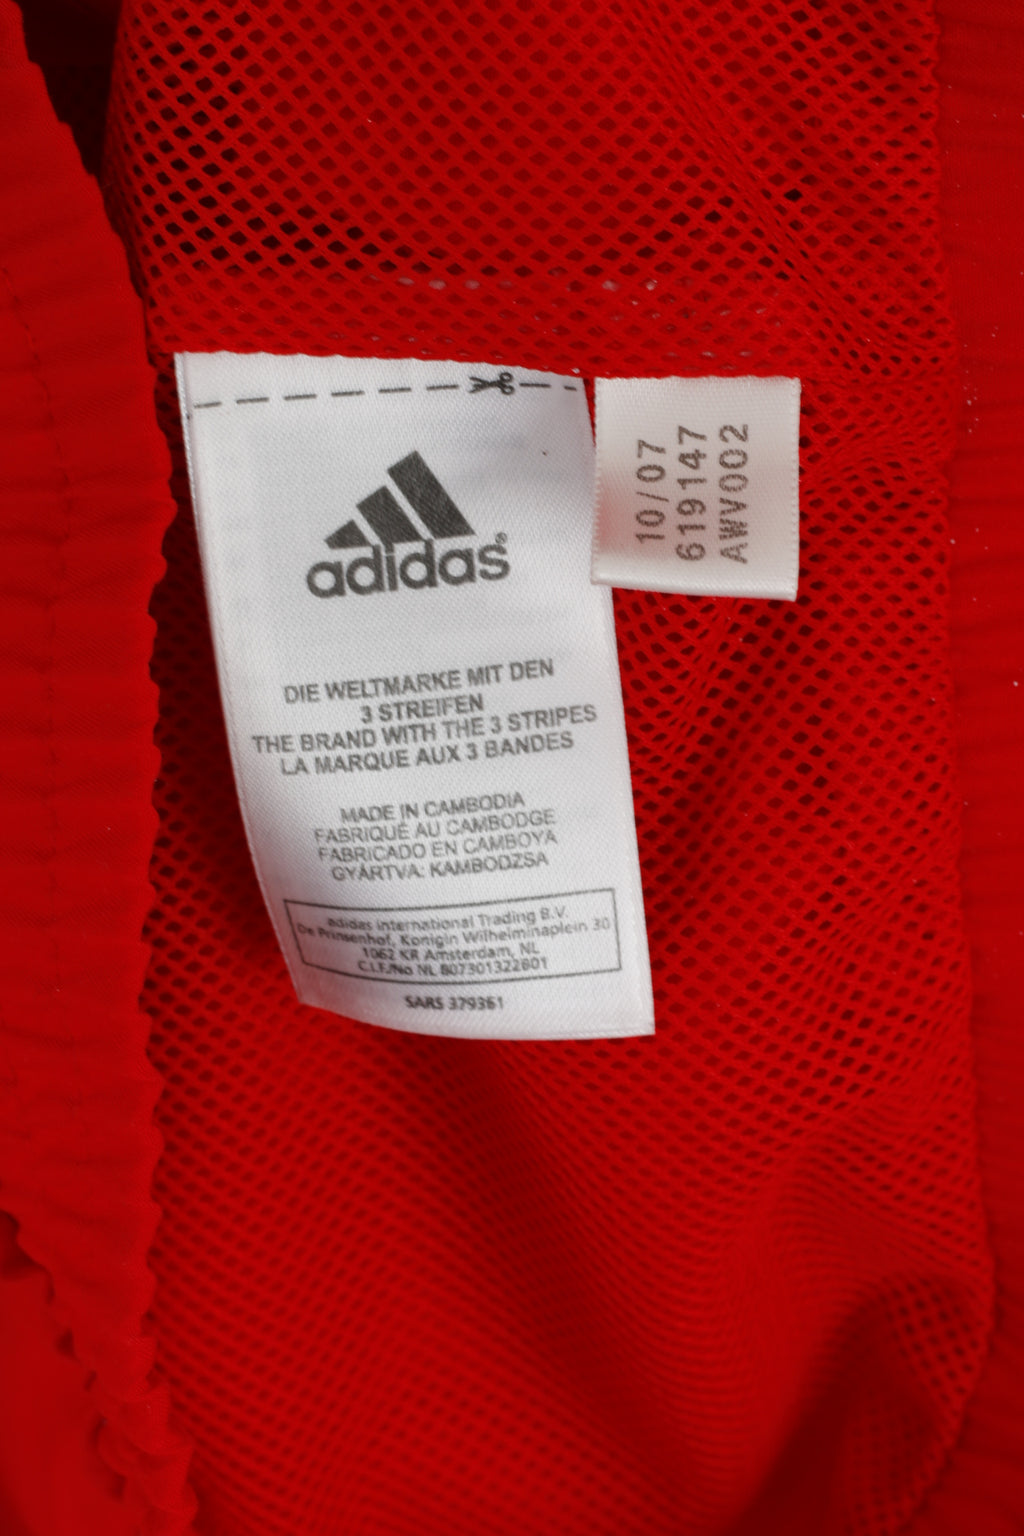 adidas®
DIE WELTMARKE MIT DEN
3 STREIFEN
THE BRAND WITH THE 3 STRIPES
LA MARQUE AUX 3 BANDES
MADE IN CAMBODIA
FABRIQUÉ AU CAMBODGE
FABRICADO EN CAMBOYA
GYÁRTVA: KAMBODZSA
adidas International Trading B.V.
De Prinsenhof, Konigin Wilhelminaplein 30
1062 KR Amsterdam, NL
C.I.F./No NL 807301322B01
SARS 379361
10/07
619147
AWV002